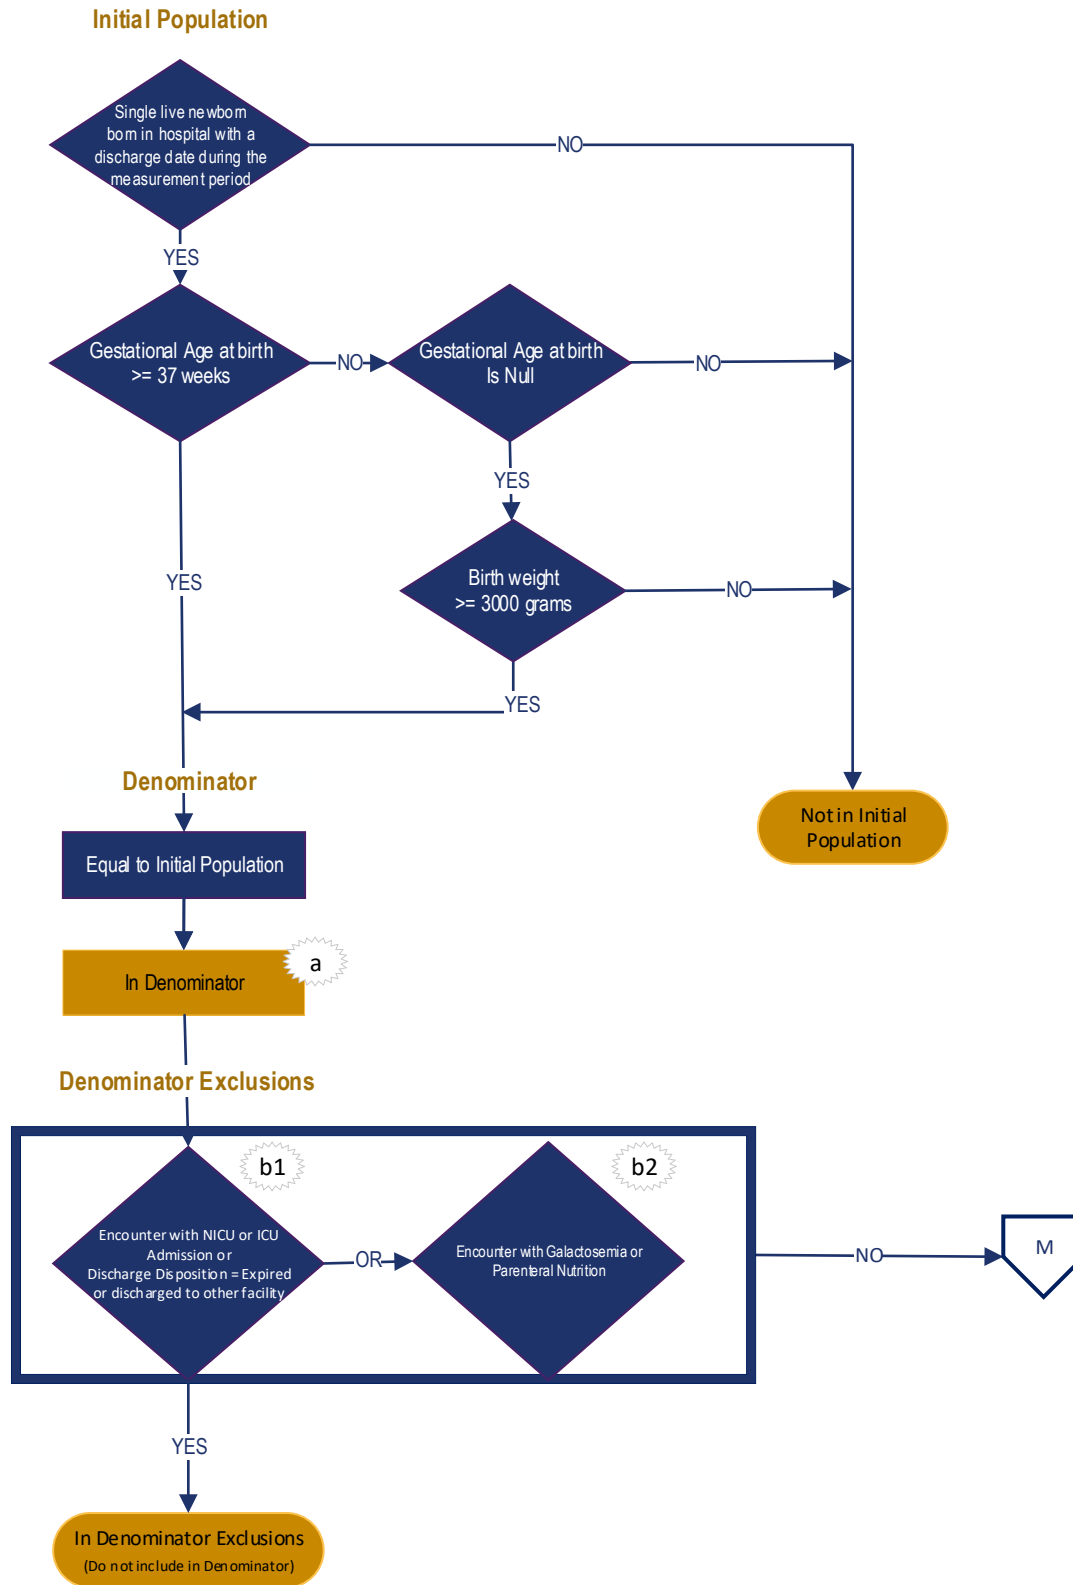 Initial Population
Single live newborn
born in hospital with a
discharge date during the
measurement period
NO
YES
Gestational Age at birth
>= 37 weeks
NO
Gestational Age at birth
Is Null
NO
YES
YES
Birth weight
>= 3000 grams
NO
YES
Denominator
Not in Initial
Population
Equal to Initial Population
In Denominator
a
Denominator Exclusions
b1
b2
Encounter with NICU or ICU
Admission or
Discharge Disposition = Expired
or discharged to other facility
OR
Encounter with Galactosemia or
Parenteral Nutrition
NO
M
YES
In Denominator Exclusions
(Do not include in Denominator)